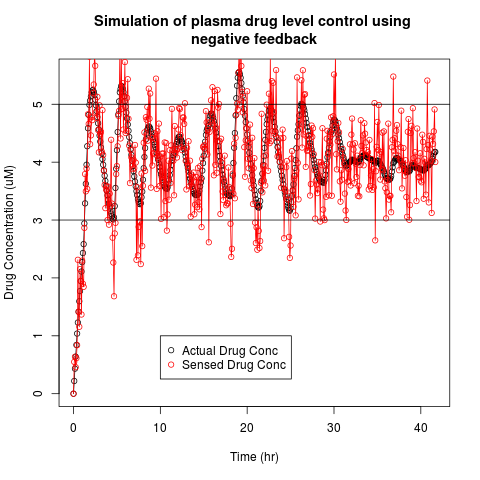 Simulation of plasma drug level control using
negative feedback
Drug Concentration (uM)
5
4
3
2
1
0
Actual Drug Conc
Sensed Drug Conc
0
10
20
30
40
Time (hr)